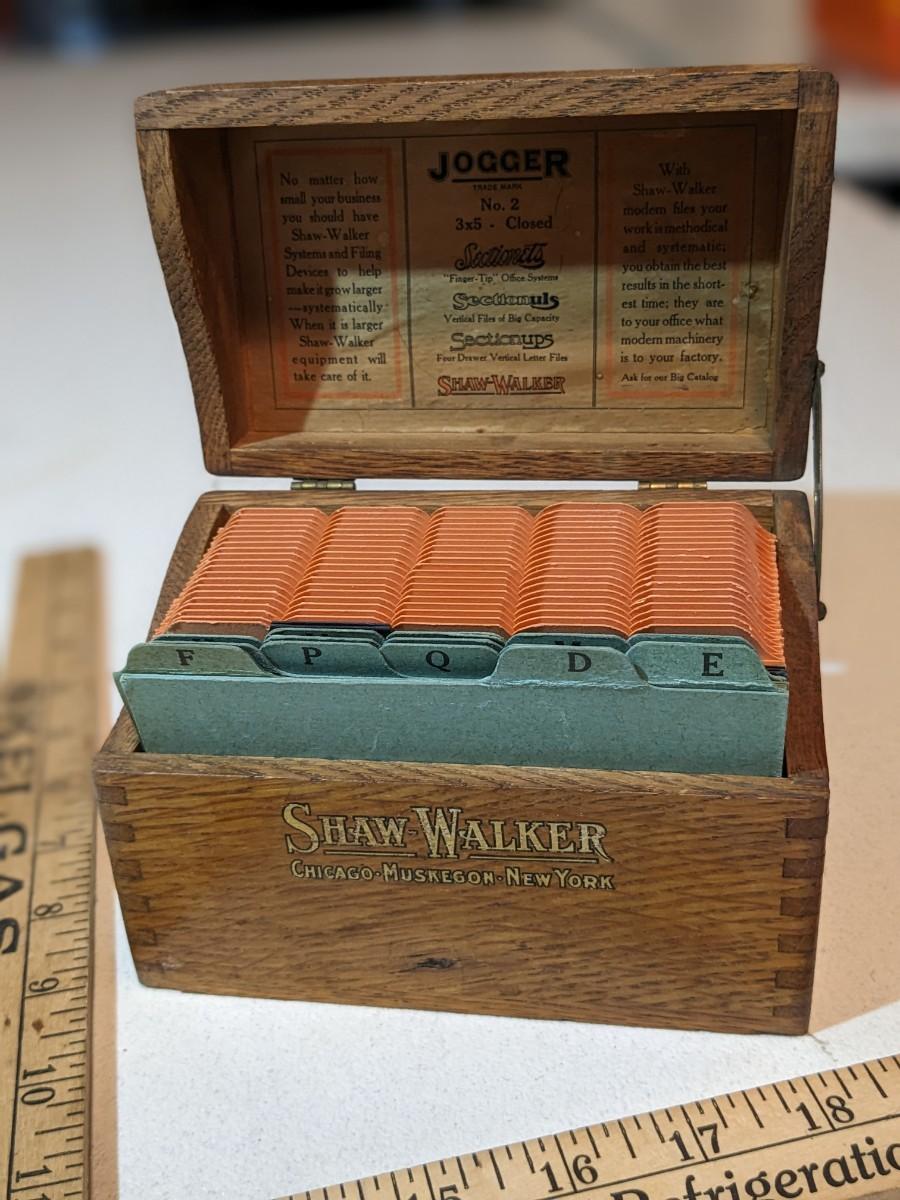 No matter how
small your business
you should have
Shaw-Walker
Systems and Filing
Devices to help
make it grow larger
—systematically
When it is larger
Shaw-Walker
equipment will
take care of it.
JOGGER
TRADE MARK
No. 2
3x5 - Closed
Sectionets
"Finger-Tip" Office Systems
Sectionuls
Vertical Files of Big Capacity
Sectionups
Four Drawer Vertical Letter Files
SHAW-WALKER
With
Shaw-Walker
modern files your
work is methodical
and systematic;
you obtain the best
results in the short-
est time; they are
to your office what
modern machinery
is to your factory.
Ask for our Big Catalog
F P Q D E
SHAW-WALKER
CHICAGO·MUSKEGON·NEW YORK
GAS
7 8 9 10 11
15 16 17 18